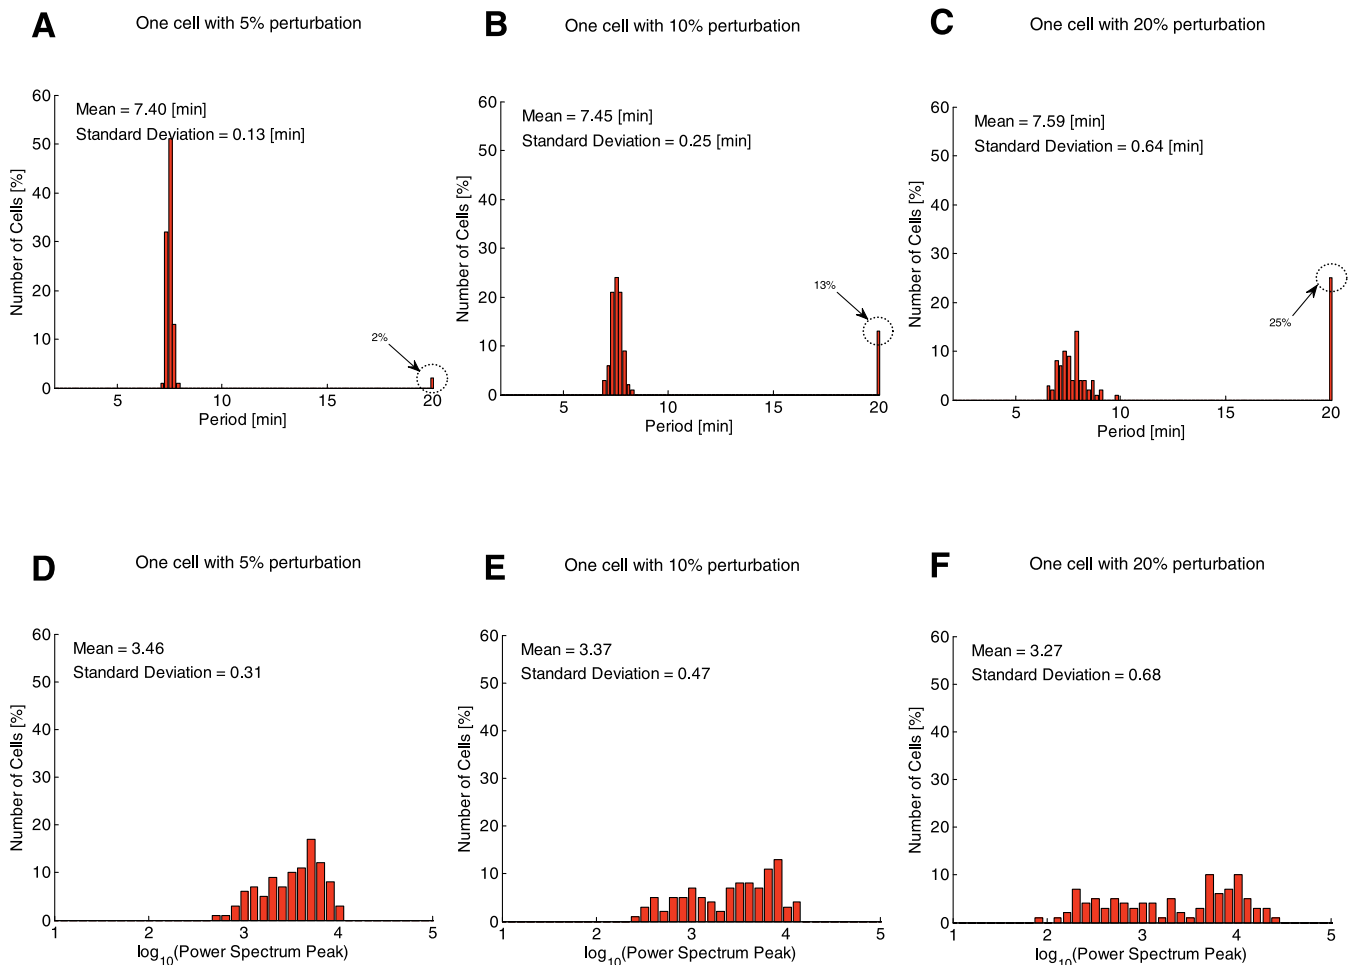 A One cell with 5% perturbation
Mean = 7.40 [min]
Standard Deviation = 0.13 [min]
Number of Cells [%]
60
50
40
30
20
10
0
2%
5 10 15 20
Period [min]
B One cell with 10% perturbation
Mean = 7.45 [min]
Standard Deviation = 0.25 [min]
Number of Cells [%]
60
50
40
30
20
10
0
13%
5 10 15 20
Period [min]
C One cell with 20% perturbation
Mean = 7.59 [min]
Standard Deviation = 0.64 [min]
Number of Cells [%]
60
50
40
30
20
10
0
25%
5 10 15 20
Period [min]
D One cell with 5% perturbation
Mean = 3.46
Standard Deviation = 0.31
Number of Cells [%]
60
50
40
30
20
10
0
1 2 3 4 5
log10(Power Spectrum Peak)
E One cell with 10% perturbation
Mean = 3.37
Standard Deviation = 0.47
Number of Cells [%]
60
50
40
30
20
10
0
1 2 3 4 5
log10(Power Spectrum Peak)
F One cell with 20% perturbation
Mean = 3.27
Standard Deviation = 0.68
Number of Cells [%]
60
50
40
30
20
10
0
1 2 3 4 5
log10(Power Spectrum Peak)